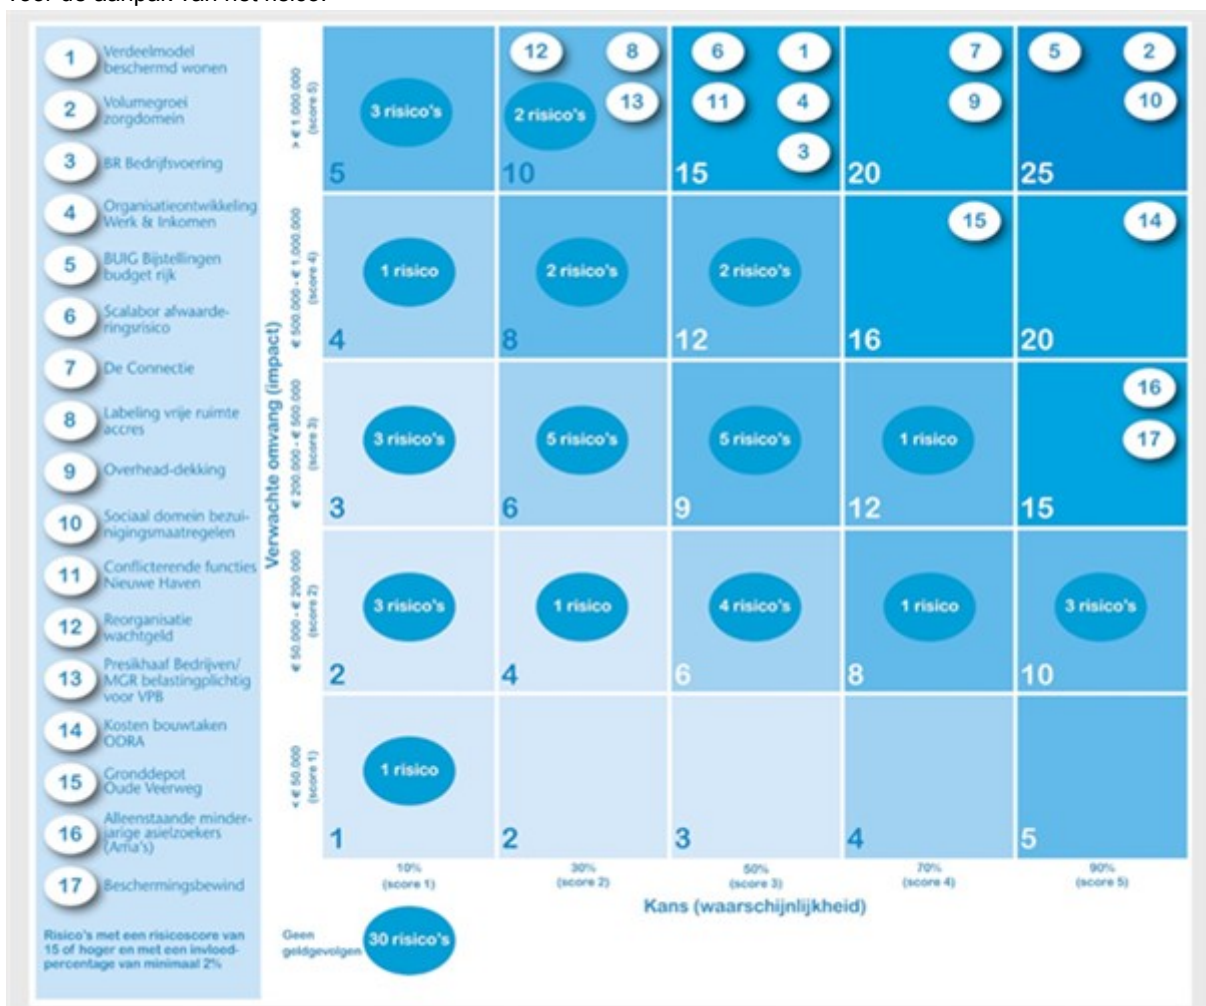 voor de aanpak van het risico.
1 Verdeelmodel
beschermd wonen
2 Volumegroei
zorgdomein
3 BR Bedrijfsvoering
4 Organisatieontwikkeling
Werk & Inkomen
5 BUIG Bijstellingen
budget rijk
6 Scalabor afwaarde-
ringsrisico
7 De Connectie
8 Labeling vrije ruimte
accres
9 Overhead-dekking
10 Sociaal domein bezui-
nigingsmaatregelen
11 Conflicterende functies
Nieuwe Haven
12 Reorganisatie
wachtgeld
13 Presikhaaf Bedrijven/
MGR belastingplichtig
voor VPB
14 Kosten bouwtaken
ODRA
15 Gronddepot
Oude Veerweg
16 Alleenstaande minder-
jarige asielzoekers
(Ama's)
17 Beschermingsbewind
Risico's met een risicoscore van
15 of hoger en met een invloed-
percentage van minimaal 2%
Verwachte omvang (impact)
> € 1.000.000
(score 5)
3 risico's
5
12 8
2 risico's 13
10
6 1
11 4
3
15
7
9
20
5 2
10
25
€ 500.000 - € 1.000.000
(score 4)
1 risico
4
2 risico's
8
2 risico's
12
15
16
14
20
€ 200.000 - € 500.000
(score 3)
3 risico's
3
5 risico's
6
5 risico's
9
1 risico
12
16
17
15
€ 50.000 - € 200.000
(score 2)
3 risico's
2
1 risico
4
4 risico's
6
1 risico
8
3 risico's
10
< € 50.000
(score 1)
1 risico
1
2
3
4
5
10%
(score 1)
30%
(score 2)
50%
(score 3)
70%
(score 4)
90%
(score 5)
Kans (waarschijnlijkheid)
Geen
geldgevolgen
30 risico's